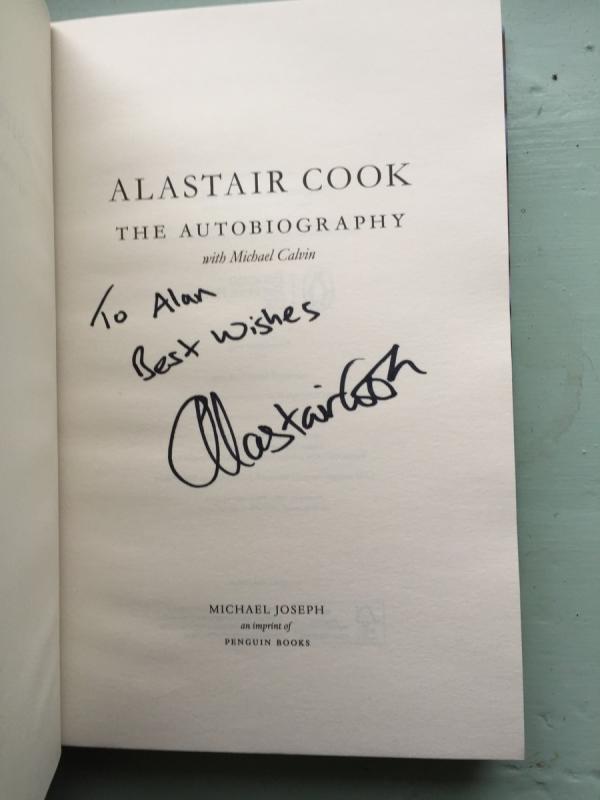 ALASTAIR COOK
THE AUTOBIOGRAPHY
with Michael Calvin
To Alan
Best Wishes
Alastair Cook
MICHAEL JOSEPH
an imprint of
PENGUIN BOOKS